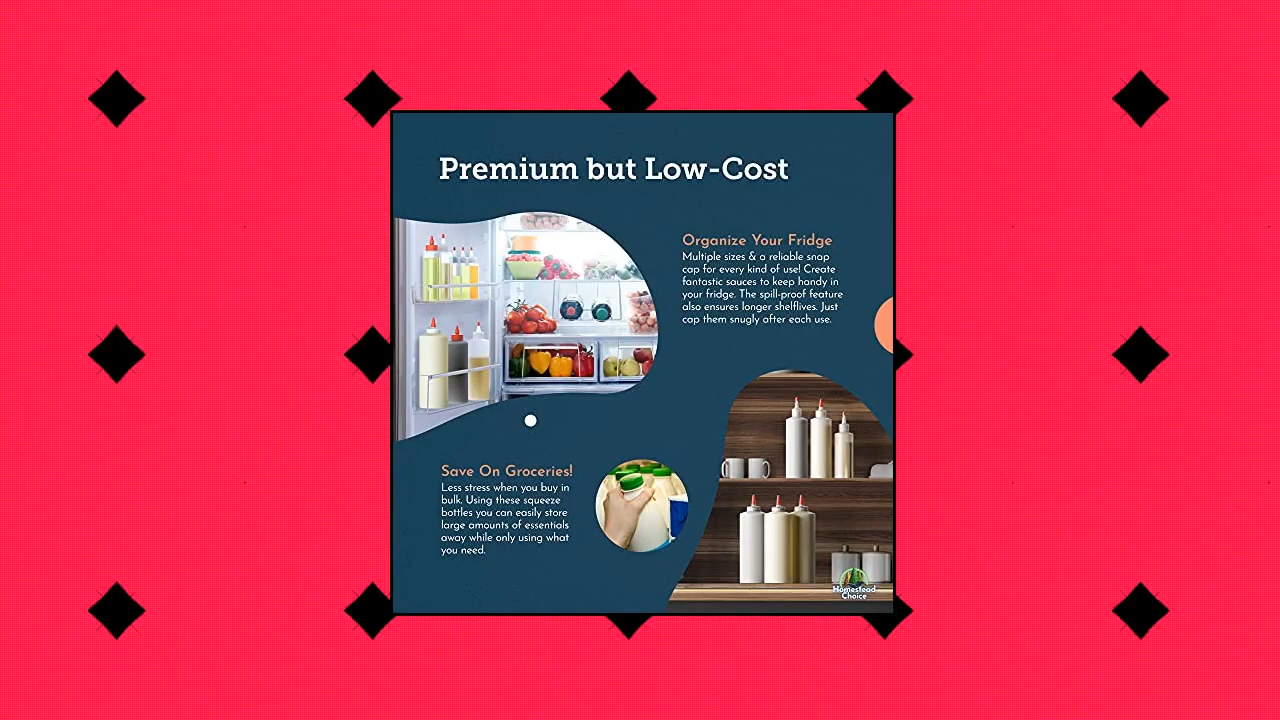 Premium but Low-Cost
Organize Your Fridge
Multiple sizes & a reliable snap
cap for every kind of use! Create
fantastic sauces to keep handy in
your fridge. The spill-proof feature
also ensures longer shelflives. Just
cap them snugly after each use.
Save On Groceries!
Less stress when you buy in
bulk. Using these squeeze
bottles you can easily store
large amounts of essentials
away while only using what
you need.
Homestead
Choice